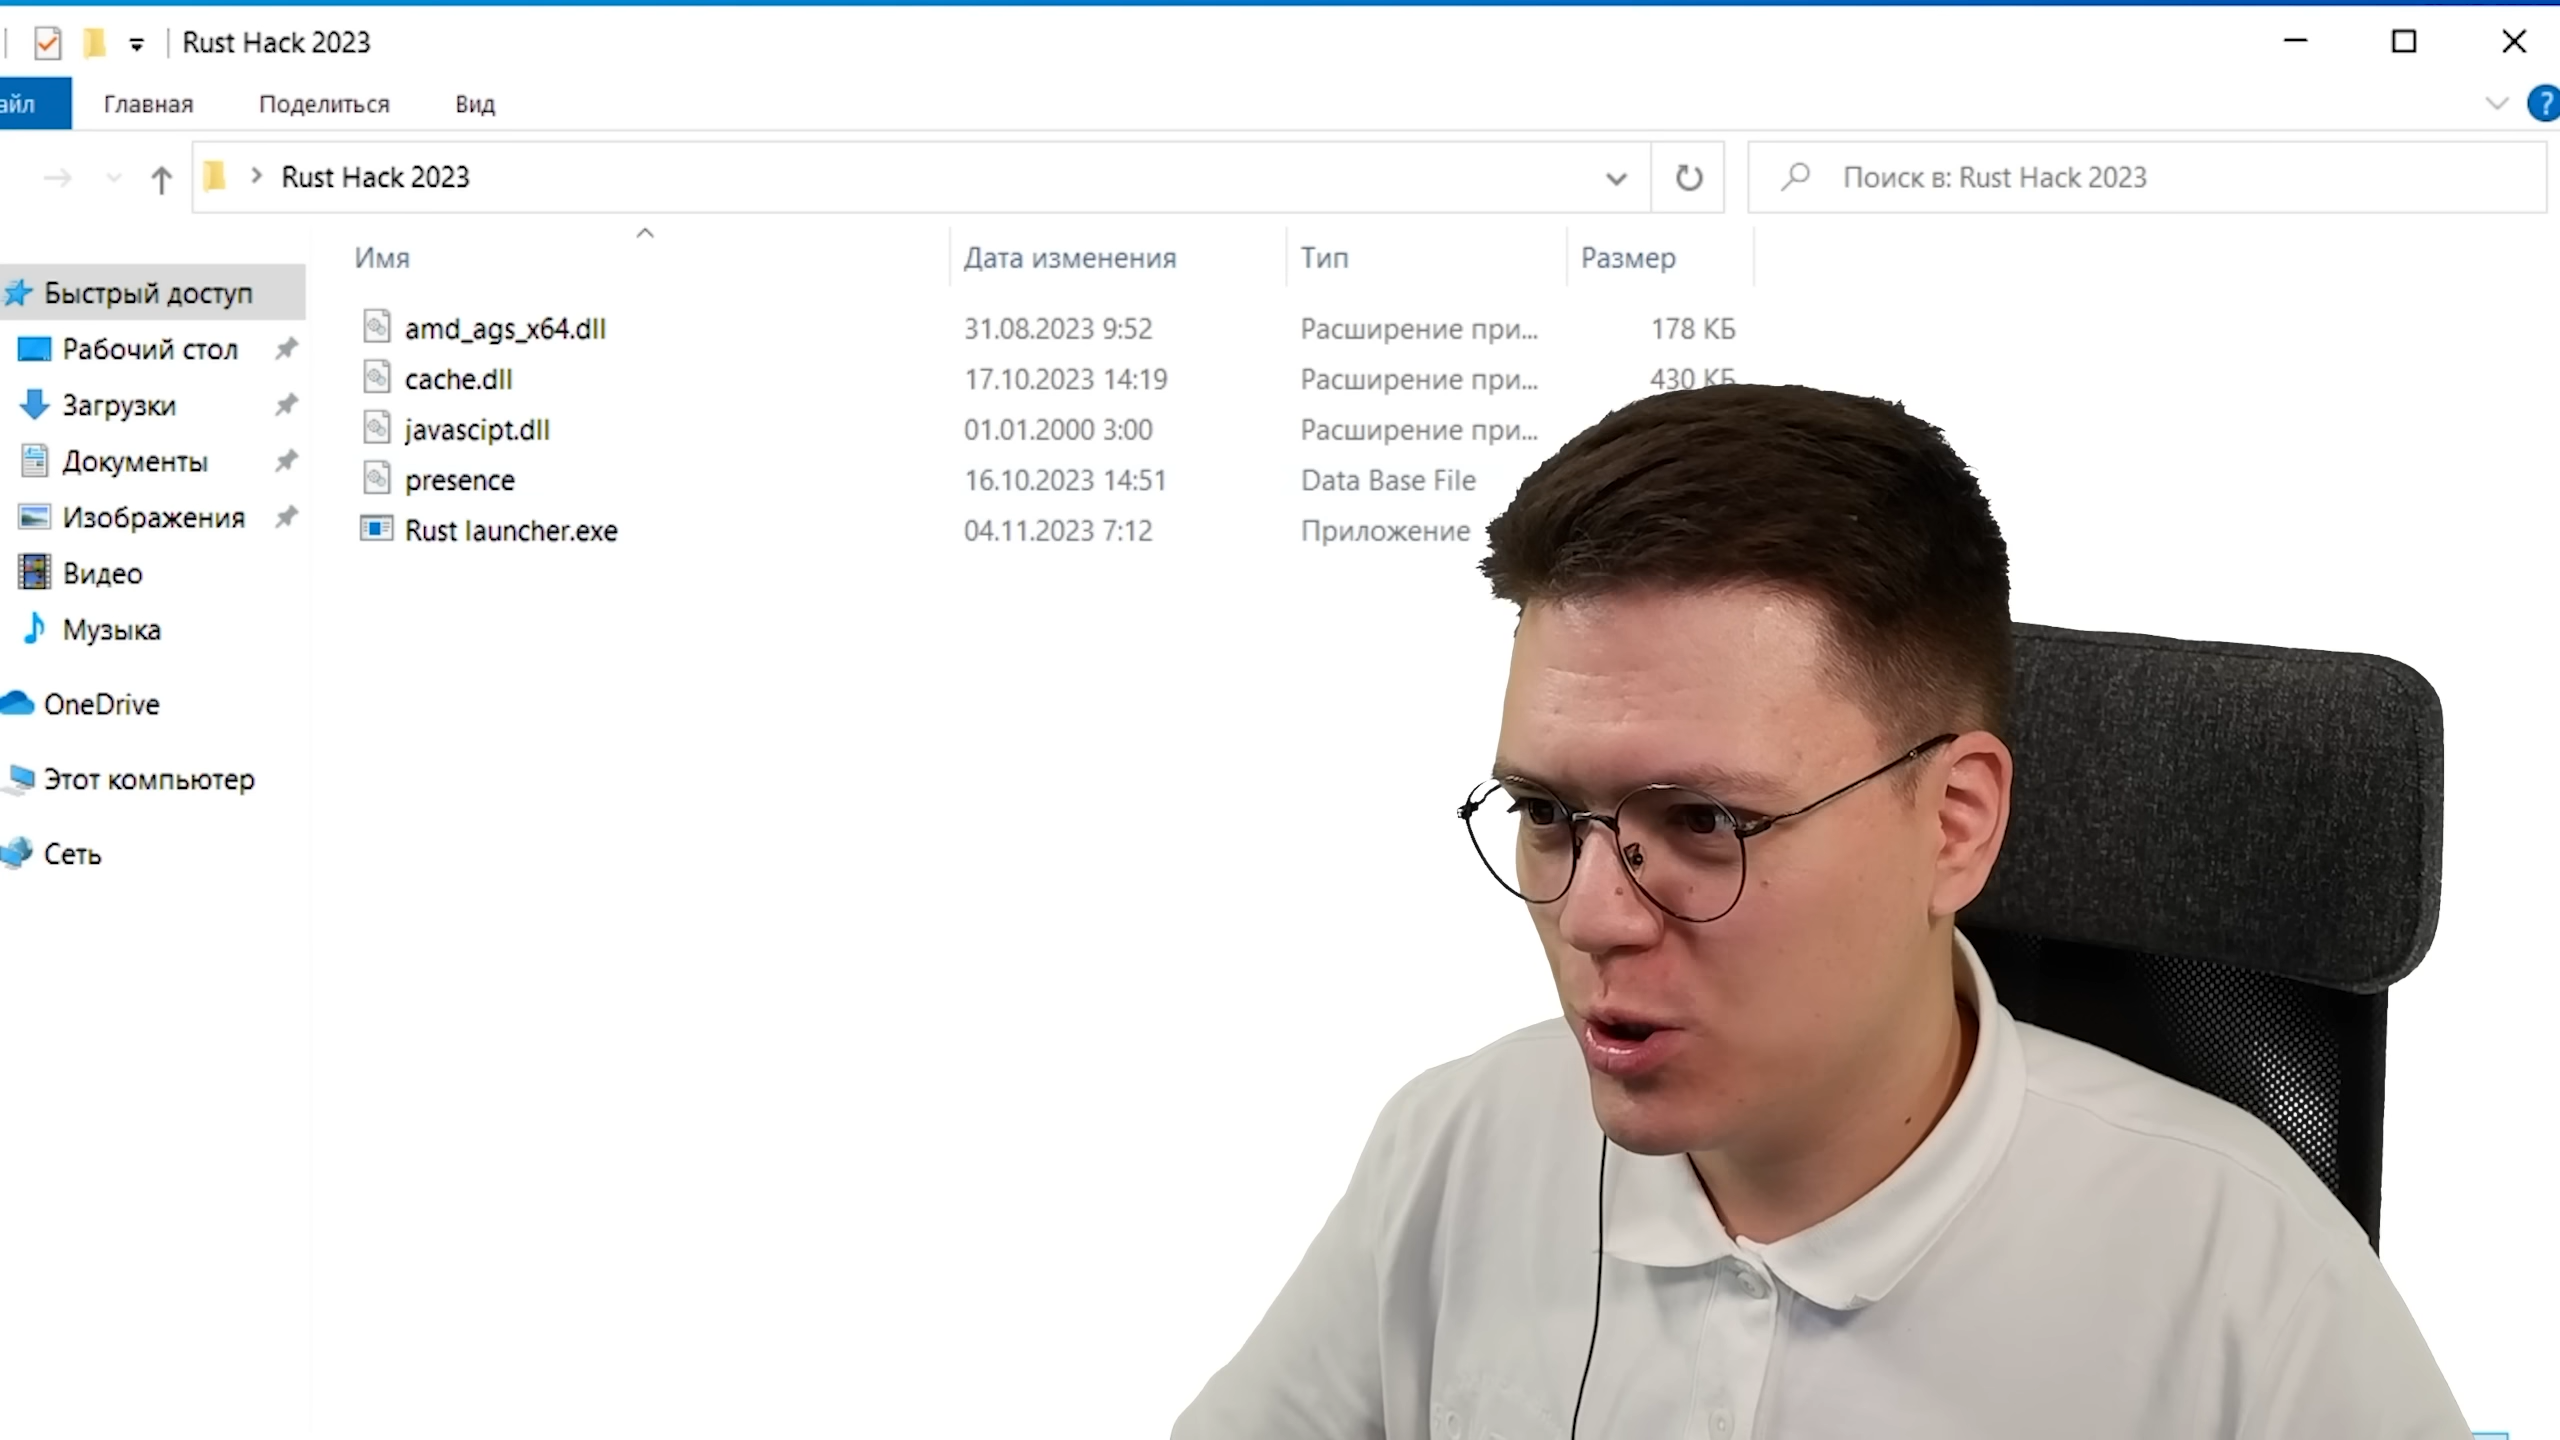 Rust Hack 2023
айл Главная Поделиться Вид
Rust Hack 2023 Поиск в: Rust Hack 2023
Имя Дата изменения Тип Размер
Быстрый доступ
Рабочий стол
Загрузки
Документы
Изображения
Видео
Музыка
OneDrive
Этот компьютер
Сеть
amd_ags_x64.dll 31.08.2023 9:52 Расширение при... 178 КБ
cache.dll 17.10.2023 14:19 Расширение при... 430 КБ
javascipt.dll 01.01.2000 3:00 Расширение при...
presence 16.10.2023 14:51 Data Base File
Rust launcher.exe 04.11.2023 7:12 Приложение